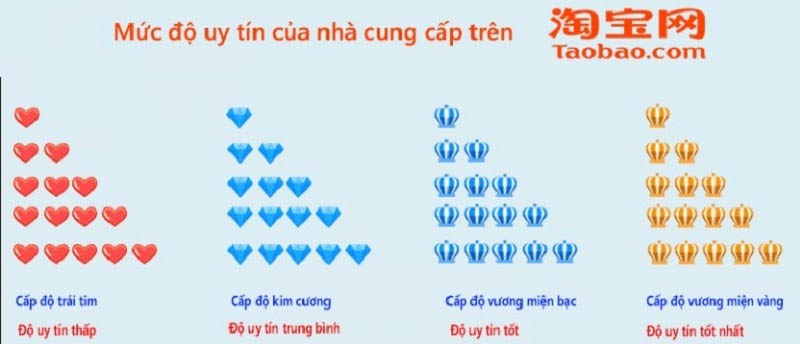 Mức độ uy tín của nhà cung cấp trên
淘宝网
Taobao.com
Cấp độ trái tim
Cấp độ kim cương
Cấp độ vương miện bạc
Cấp độ vương miện vàng
Độ uy tín thấp
Độ uy tín trung bình
Độ uy tín tốt
Độ uy tín tốt nhất